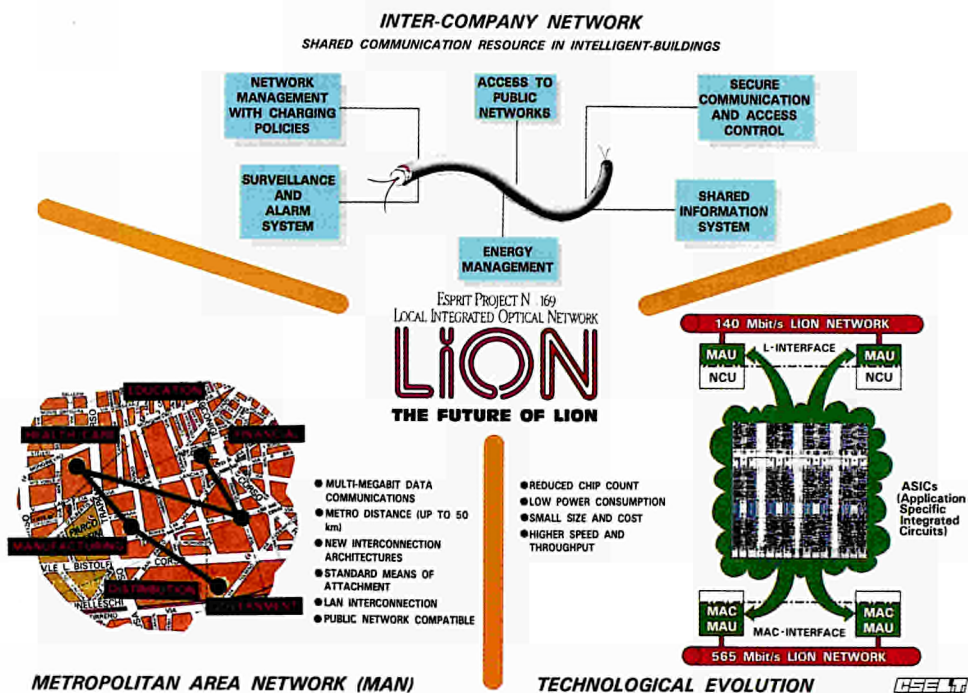 INTER-COMPANY NETWORK
SHARED COMMUNICATION RESOURCE IN INTELLIGENT-BUILDINGS
NETWORK
MANAGEMENT
WITH CHARGING
POLICIES
ACCESS TO
PUBLIC
NETWORKS
SECURE
COMMUNICATION
AND ACCESS
CONTROL
SURVEILLANCE
AND
ALARM
SYSTEM
SHARED
INFORMATION
SYSTEM
ENERGY
MANAGEMENT
ESPRIT PROJECT N . 169
LOCAL INTEGRATED OPTICAL NETWORK
LiON
THE FUTURE OF LION
EDUCATION
HEALTH CARE
FINANCIAL
MANUFACTURING
DISTRIBUTION
GOVERNMENT
CORSO
PARCO
V.LE L. BISTOLFI
VIA
● MULTI-MEGABIT DATA
COMMUNICATIONS
● METRO DISTANCE (UP TO 50
km)
● NEW INTERCONNECTION
ARCHITECTURES
● STANDARD MEANS OF
ATTACHMENT
● LAN INTERCONNECTION
● PUBLIC NETWORK COMPATIBLE
METROPOLITAN AREA NETWORK (MAN)
● REDUCED CHIP COUNT
● LOW POWER CONSUMPTION
● SMALL SIZE AND COST
● HIGHER SPEED AND
THROUGHPUT
140 Mbit/s LION NETWORK
MAU
NCU
L-INTERFACE
MAU
NCU
ASICs
(Application
Specific
Integrated
Circuits)
MAC
MAU
MAC-INTERFACE
MAC
MAU
565 Mbit/s LION NETWORK
TECHNOLOGICAL EVOLUTION
CSELT